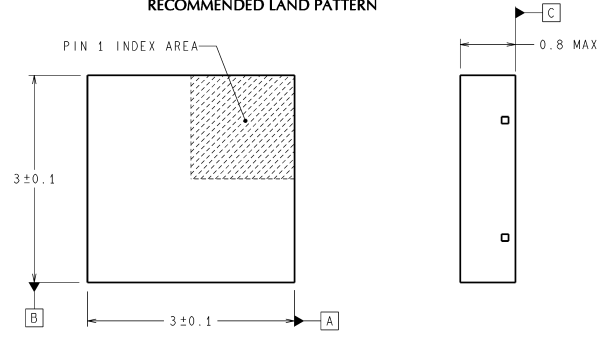 RECOMMENDED LAND PATTERN
C
PIN 1 INDEX AREA
0.8 MAX
3±0.1
B
3±0.1
A